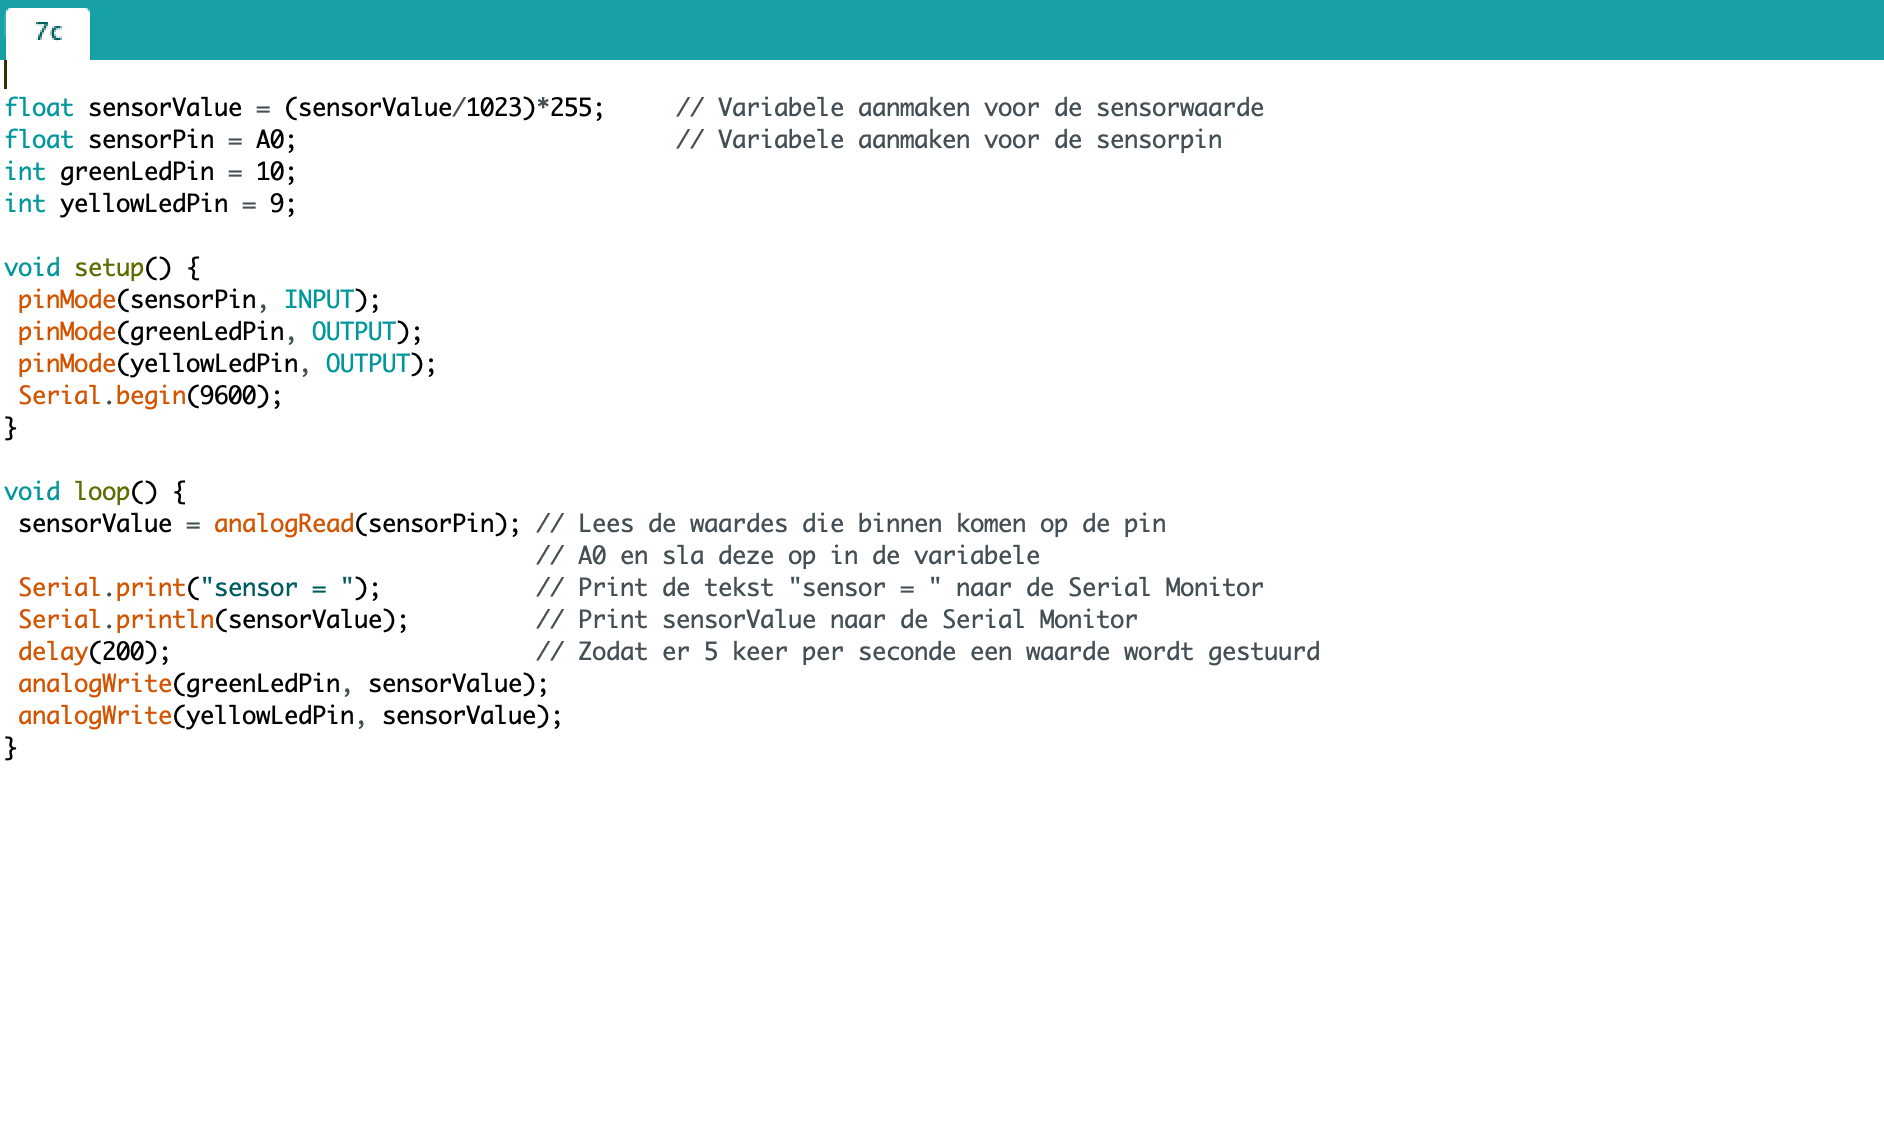 7c
float sensorValue = (sensorValue/1023)*255;     // Variabele aanmaken voor de sensorwaarde
float sensorPin = A0;                           // Variabele aanmaken voor de sensorpin
int greenLedPin = 10;
int yellowLedPin = 9;

void setup() {
 pinMode(sensorPin, INPUT);
 pinMode(greenLedPin, OUTPUT);
 pinMode(yellowLedPin, OUTPUT);
 Serial.begin(9600);
}

void loop() {
 sensorValue = analogRead(sensorPin); // Lees de waardes die binnen komen op de pin
                                      // A0 en sla deze op in de variabele
 Serial.print("sensor = ");           // Print de tekst "sensor = " naar de Serial Monitor
 Serial.println(sensorValue);         // Print sensorValue naar de Serial Monitor
 delay(200);                          // Zodat er 5 keer per seconde een waarde wordt gestuurd
 analogWrite(greenLedPin, sensorValue);
 analogWrite(yellowLedPin, sensorValue);
}